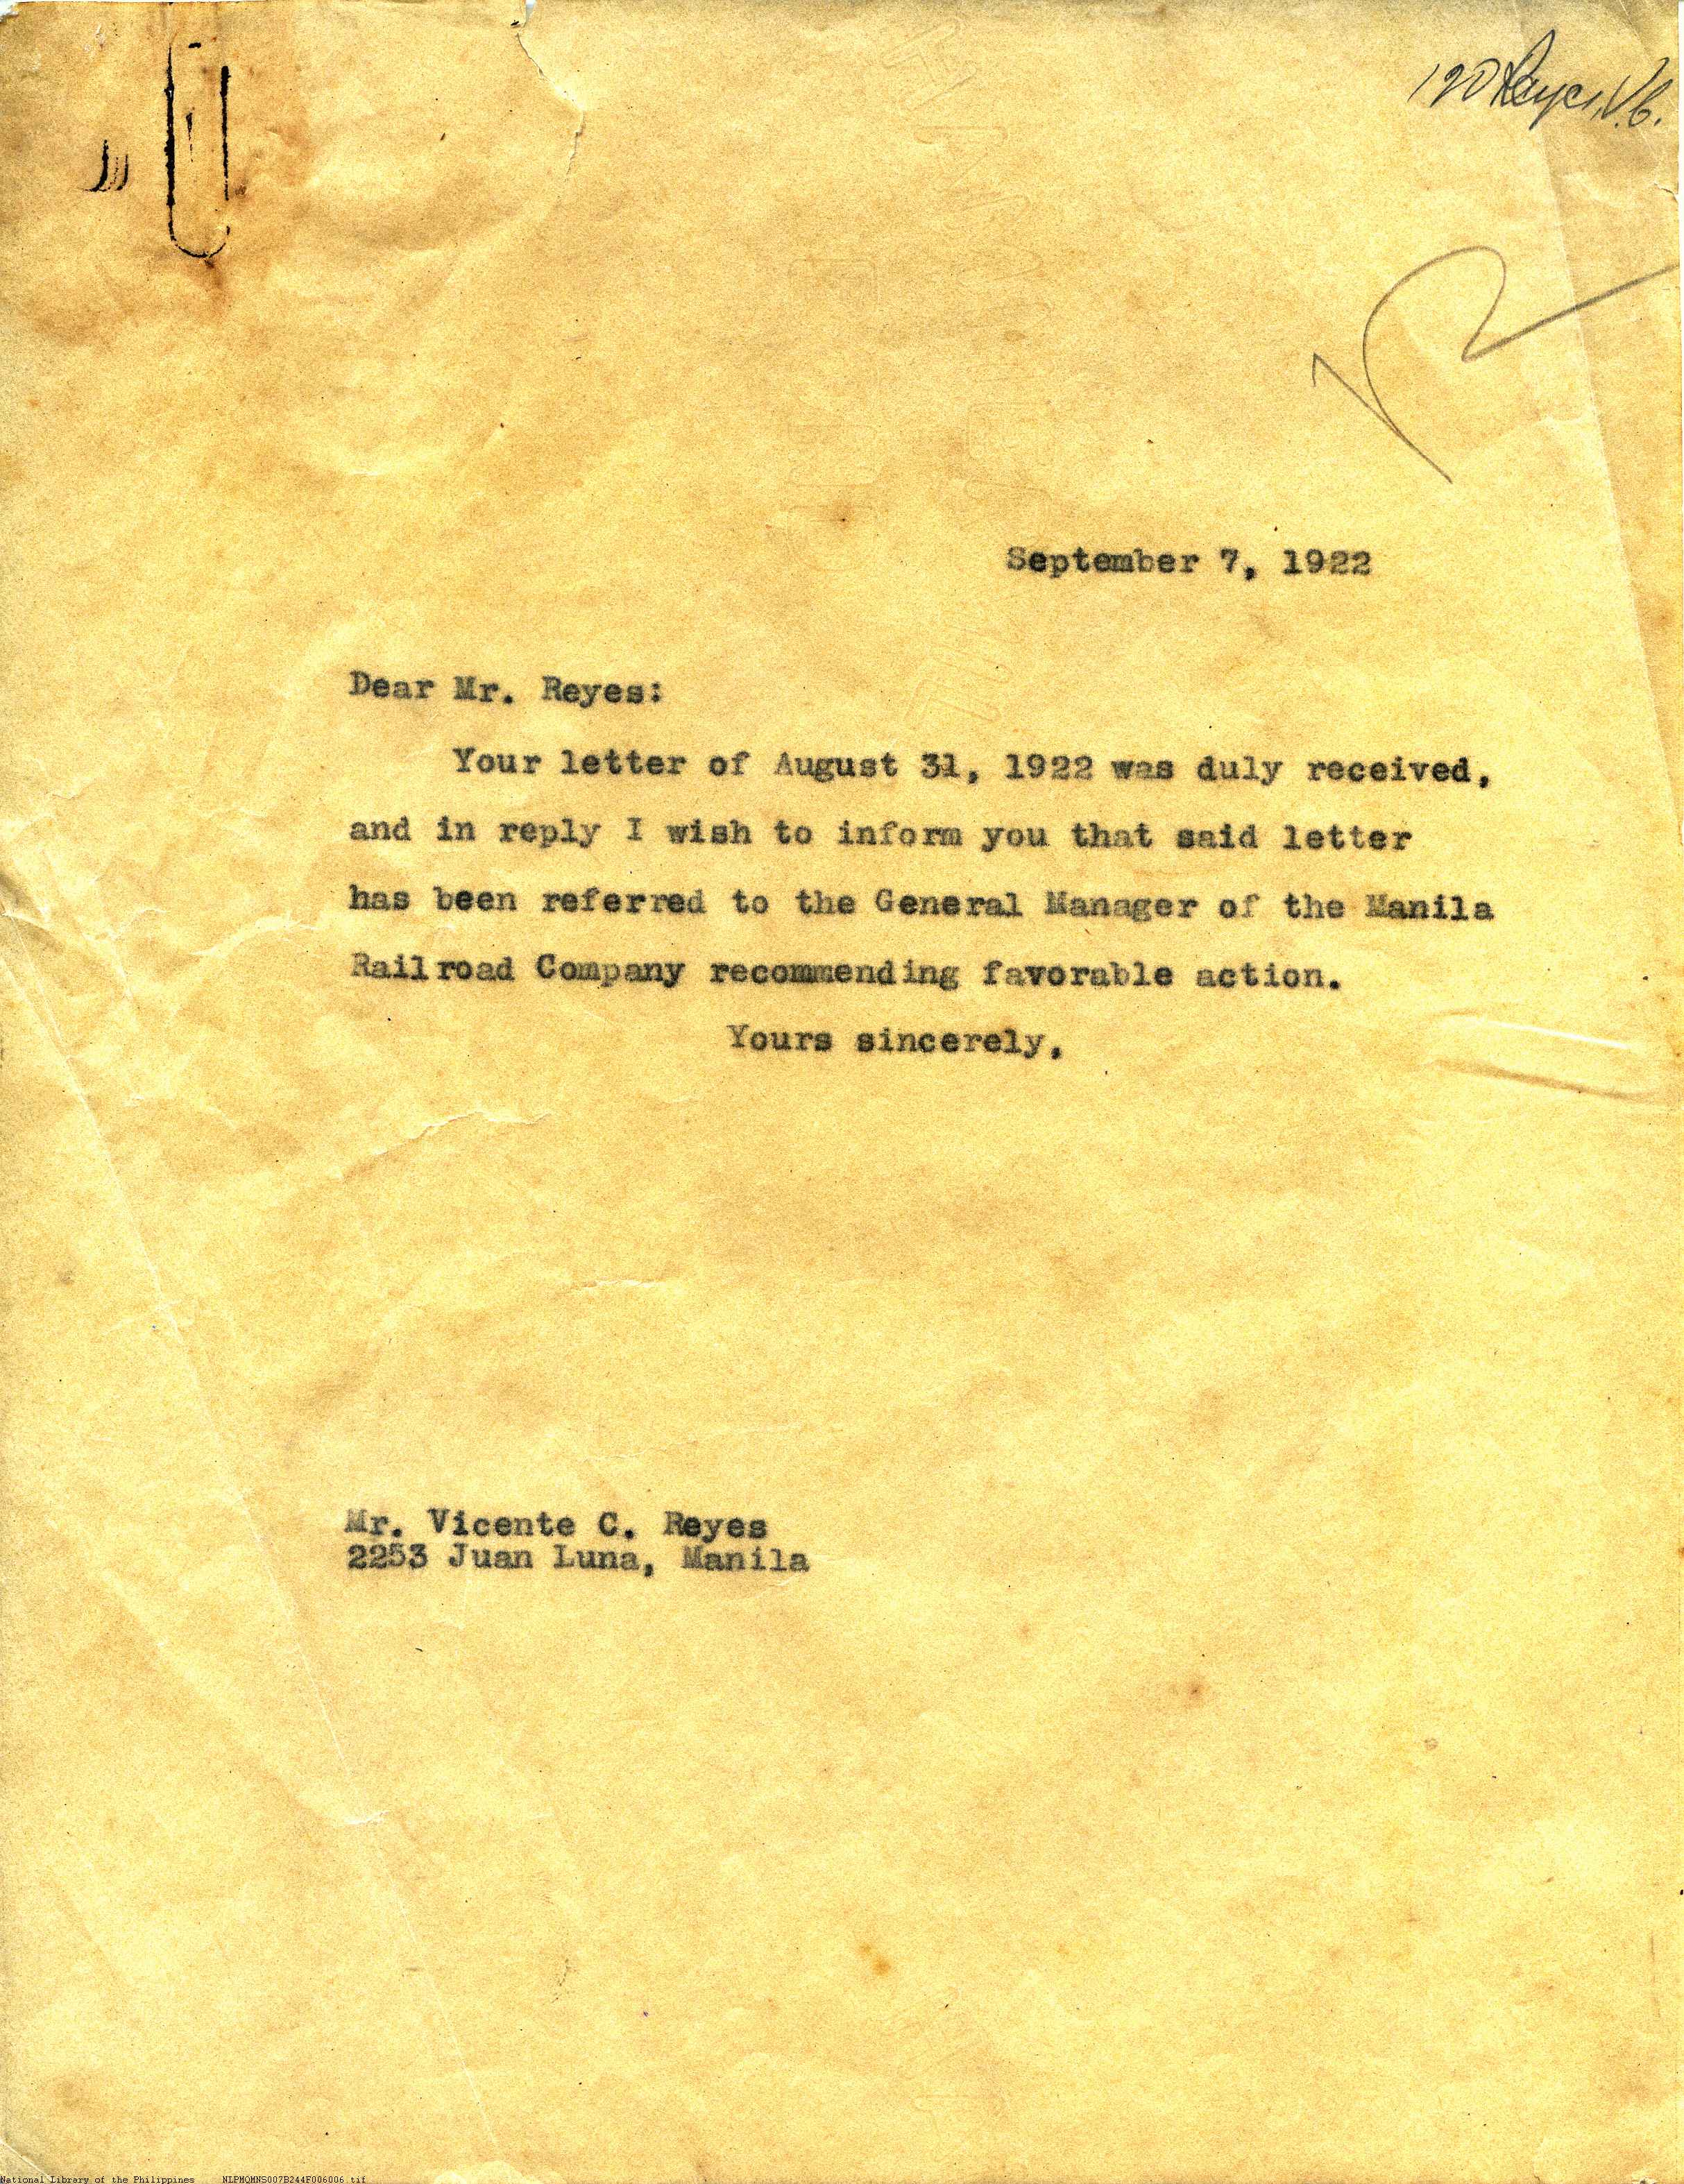 190 Reyes, V.C.
September 7, 1922
Dear Mr. Reyes:
Your letter of August 31, 1922 was duly received,
and in reply I wish to inform you that said letter
has been referred to the General Manager of the Manila
Railroad Company recommending favorable action.
Yours sincerely,
Mr. Vicente C. Reyes
2253 Juan Luna, Manila
National Library of the Philippines NLPMQMNS007B244F006006.tif